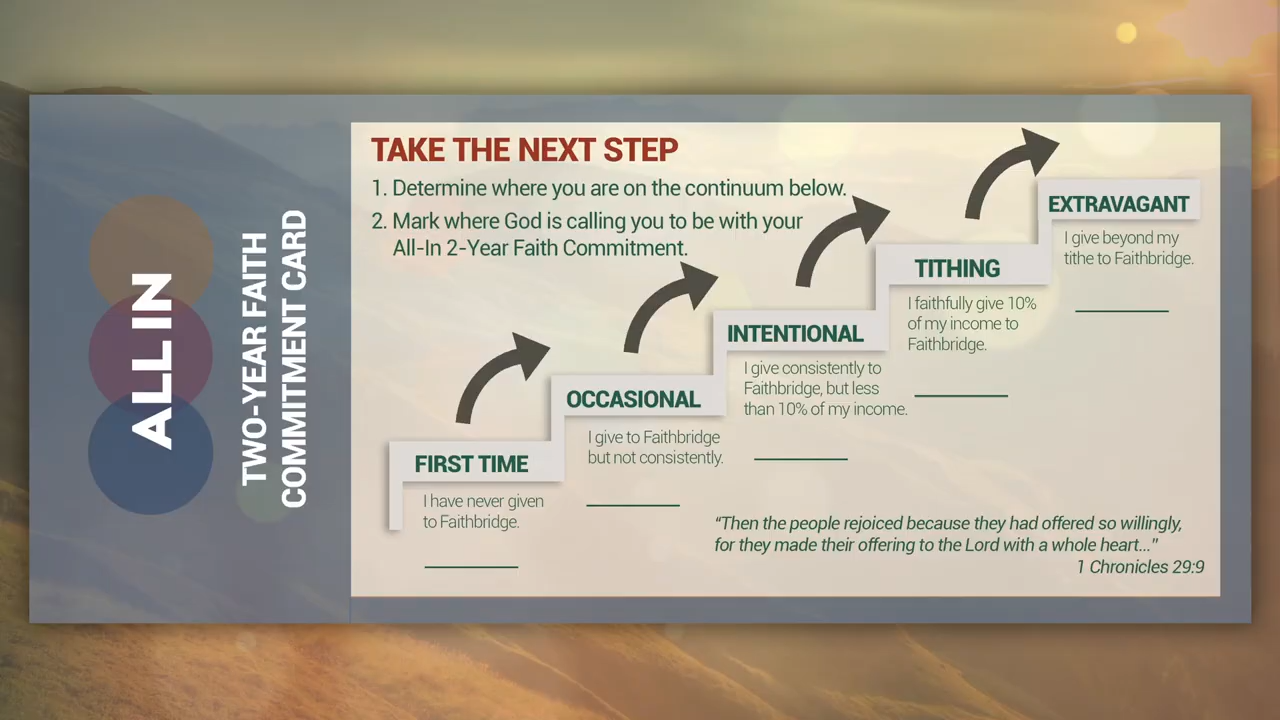 ALL IN
TWO-YEAR FAITH
COMMITMENT CARD
TAKE THE NEXT STEP
1. Determine where you are on the continuum below.
2. Mark where God is calling you to be with your
All-In 2-Year Faith Commitment.
FIRST TIME
I have never given
to Faithbridge.
OCCASIONAL
I give to Faithbridge
but not consistently.
INTENTIONAL
I give consistently to
Faithbridge, but less
than 10% of my income.
TITHING
I faithfully give 10%
of my income to
Faithbridge.
EXTRAVAGANT
I give beyond my
tithe to Faithbridge.
“Then the people rejoiced because they had offered so willingly,
for they made their offering to the Lord with a whole heart...”
1 Chronicles 29:9